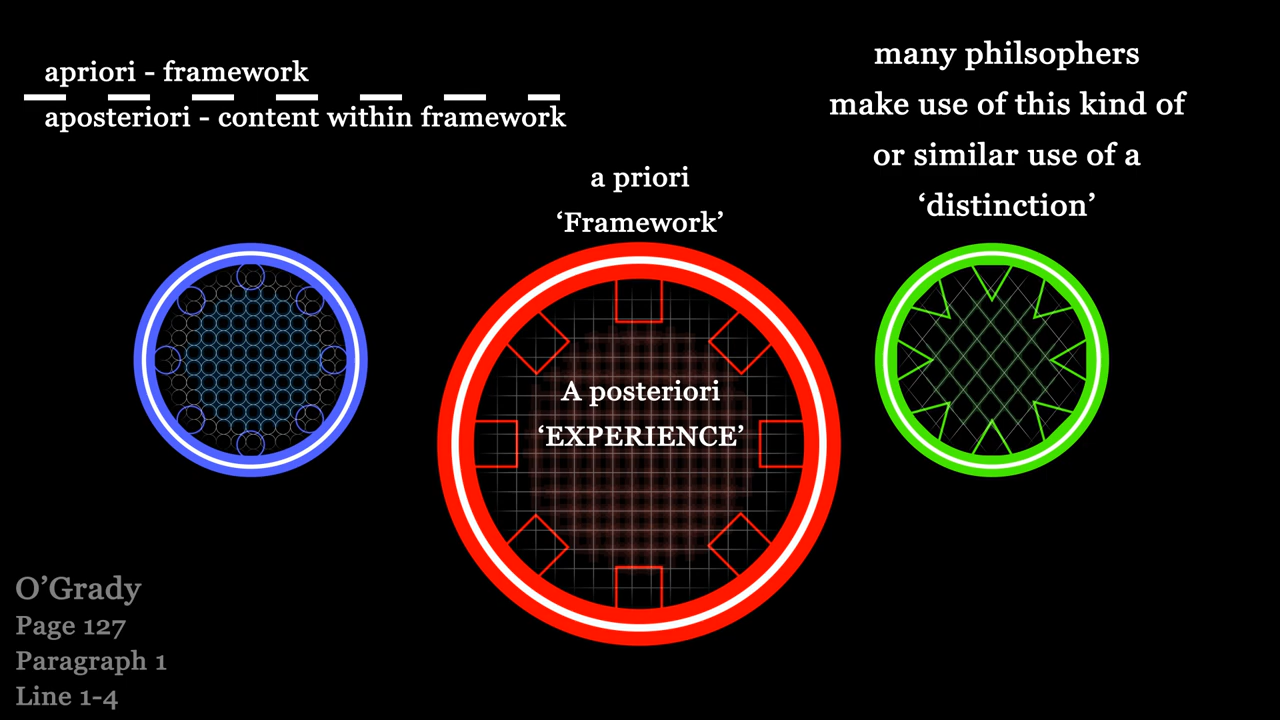 apriori - framework
aposteriori - content within framework
many philsophers
make use of this kind of
or similar use of a
‘distinction’
a priori
‘Framework’
A posteriori
‘EXPERIENCE’
O’Grady
Page 127
Paragraph 1
Line 1-4